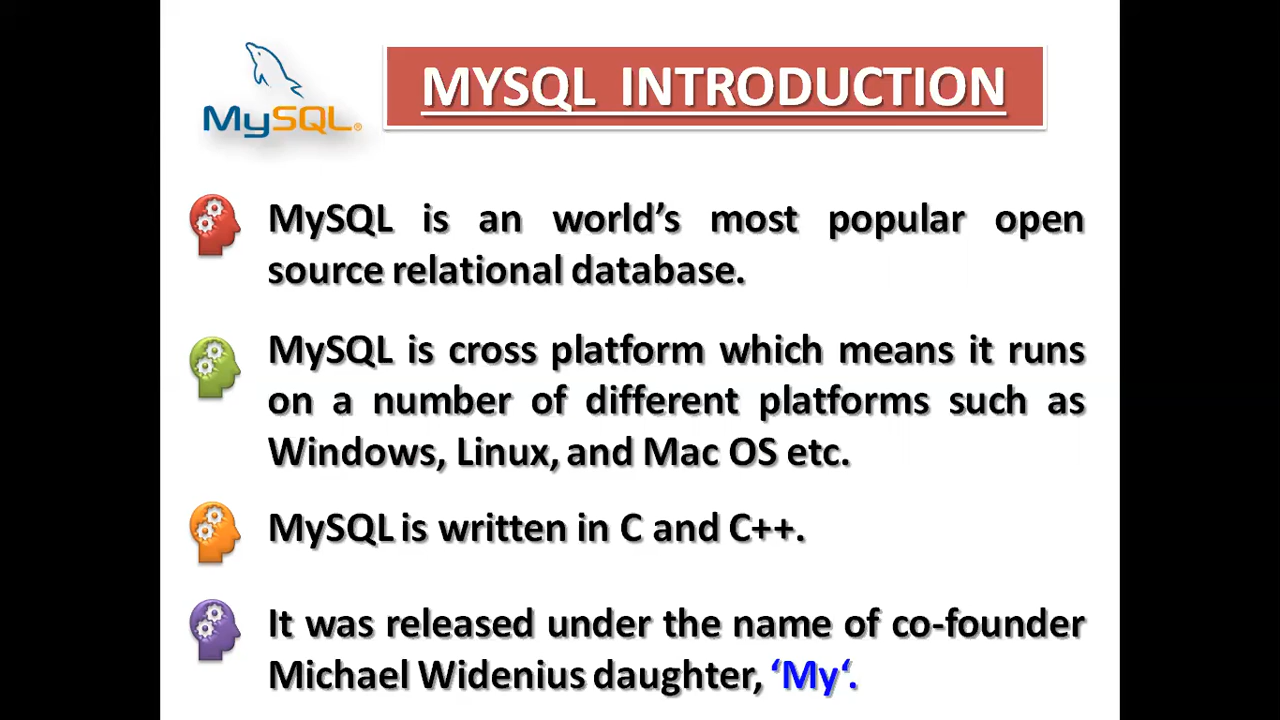 MySQL®
MYSQL INTRODUCTION
MySQL is an world’s most popular open
source relational database.
MySQL is cross platform which means it runs
on a number of different platforms such as
Windows, Linux, and Mac OS etc.
MySQL is written in C and C++.
It was released under the name of co-founder
Michael Widenius daughter, ‘My‘.